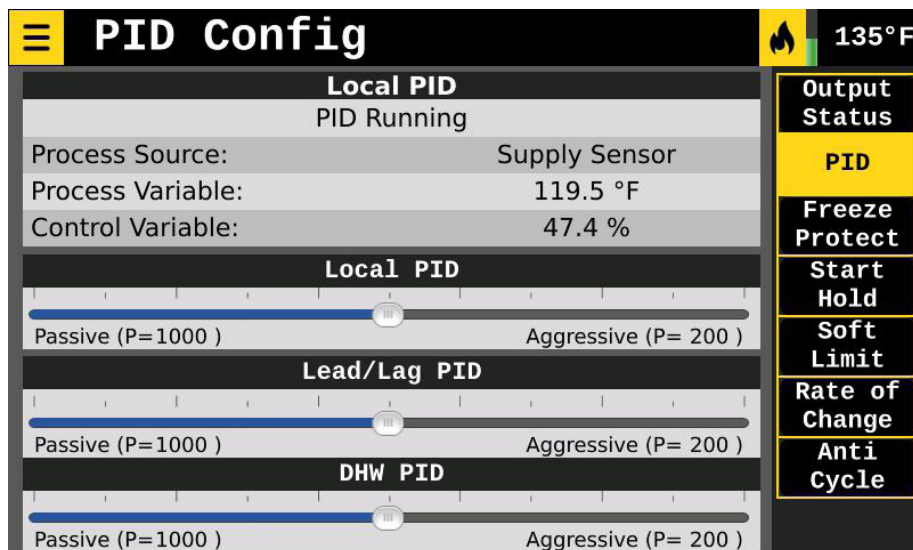 PID Config
135°F
Local PID
PID Running
Process Source: Supply Sensor
Process Variable: 119.5 °F
Control Variable: 47.4 %
Local PID
Passive (P=1000 ) Aggressive (P= 200 )
Lead/Lag PID
Passive (P=1000 ) Aggressive (P= 200 )
DHW PID
Passive (P=1000 ) Aggressive (P= 200 )
Output
Status
PID
Freeze
Protect
Start
Hold
Soft
Limit
Rate of
Change
Anti
Cycle